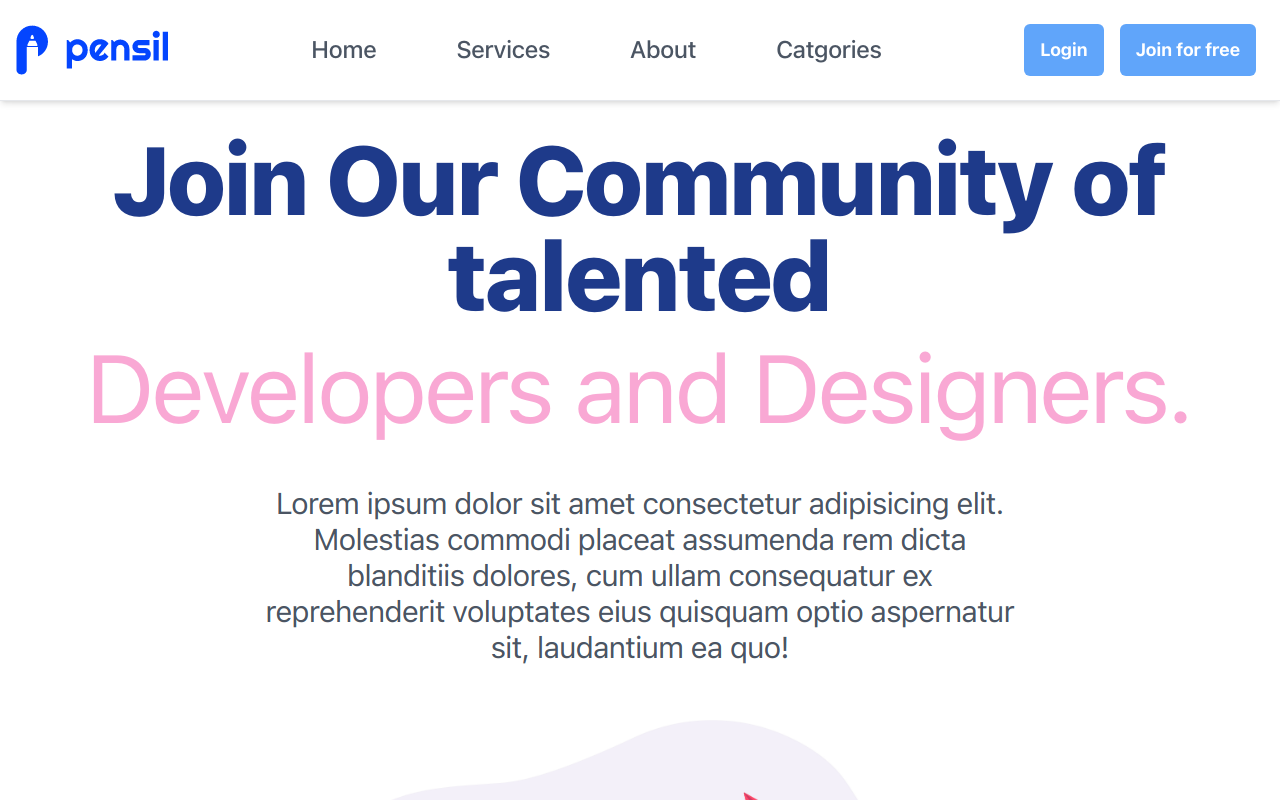 pensil
Home
Services
About
Catgories
Login
Join for free
Join Our Community of
talented
Developers and Designers.
Lorem ipsum dolor sit amet consectetur adipisicing elit.
Molestias commodi placeat assumenda rem dicta
blanditiis dolores, cum ullam consequatur ex
reprehenderit voluptates eius quisquam optio aspernatur
sit, laudantium ea quo!